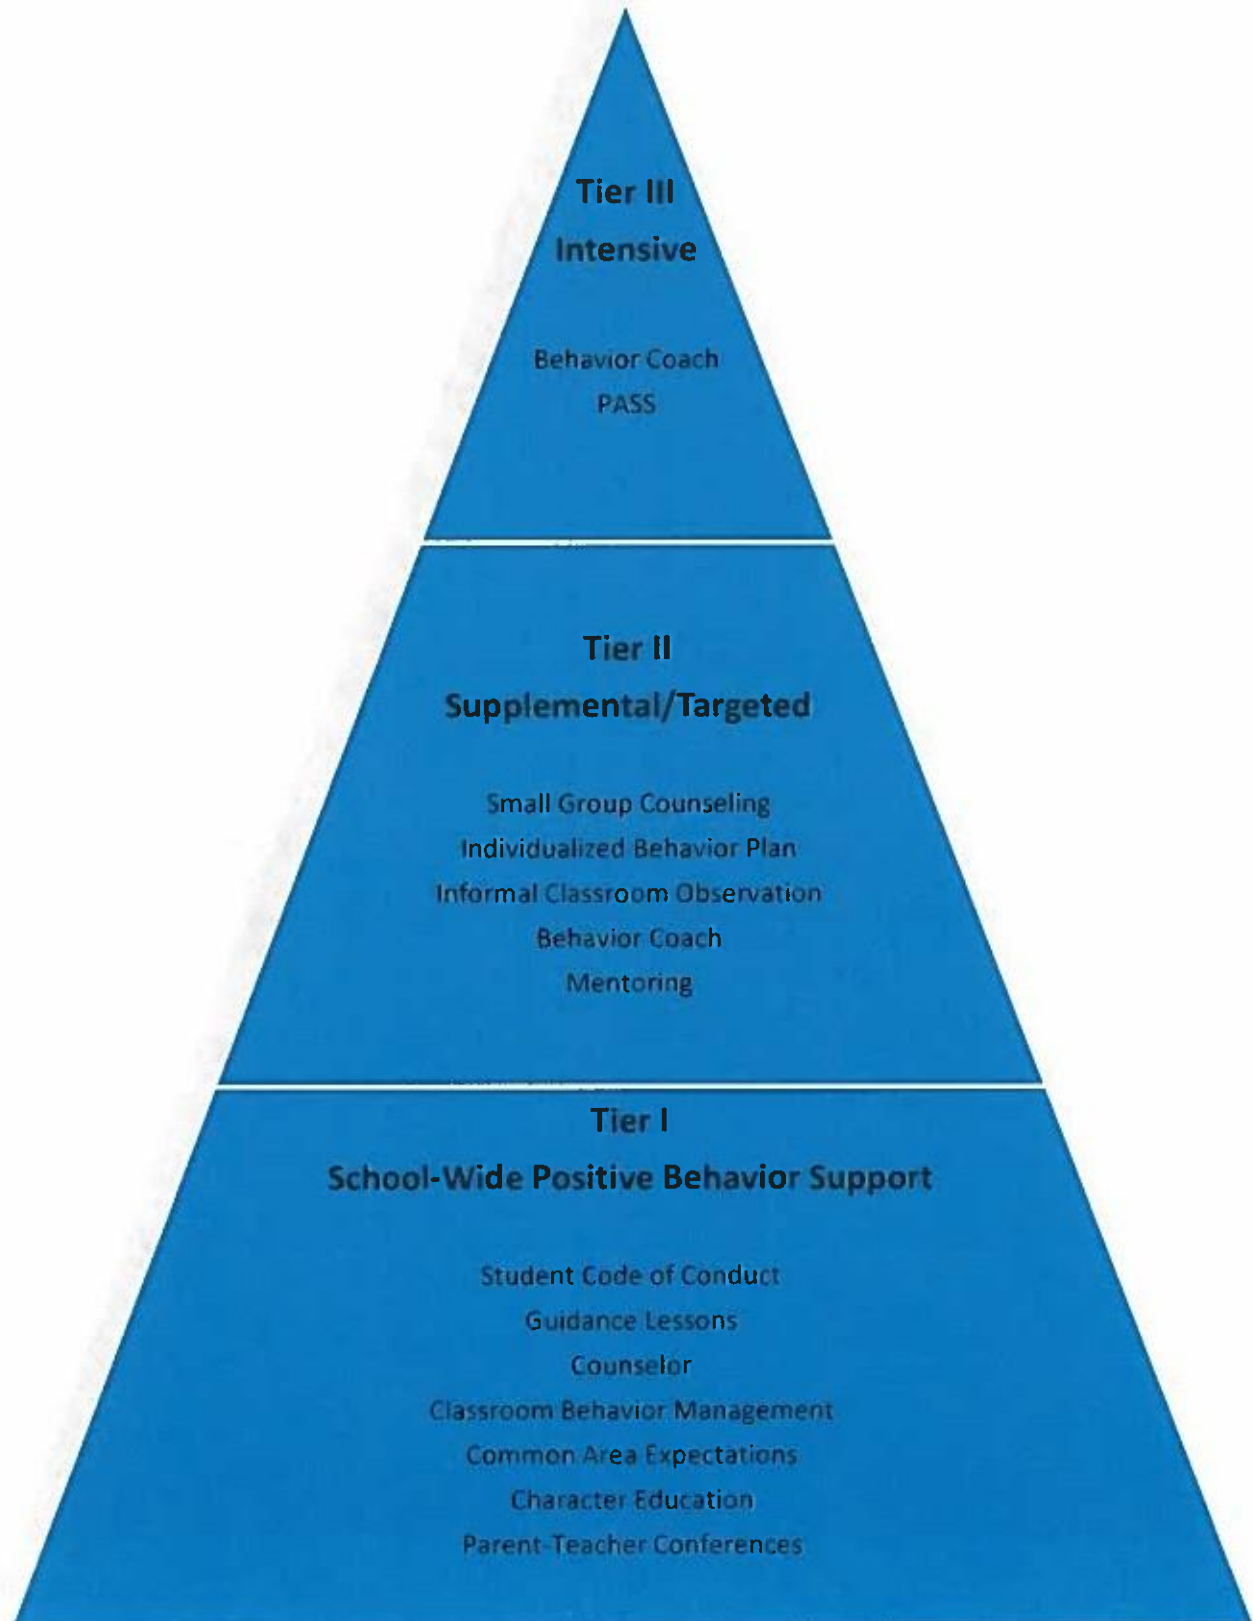 Tier III
Intensive
Behavior Coach
PASS
Tier II
Supplemental/Targeted
Small Group Counseling
Individualized Behavior Plan
Informal Classroom Observation
Behavior Coach
Mentoring
Tier I
School-Wide Positive Behavior Support
Student Code of Conduct
Guidance Lessons
Counselor
Classroom Behavior Management
Common Area Expectations
Character Education
Parent-Teacher Conferences